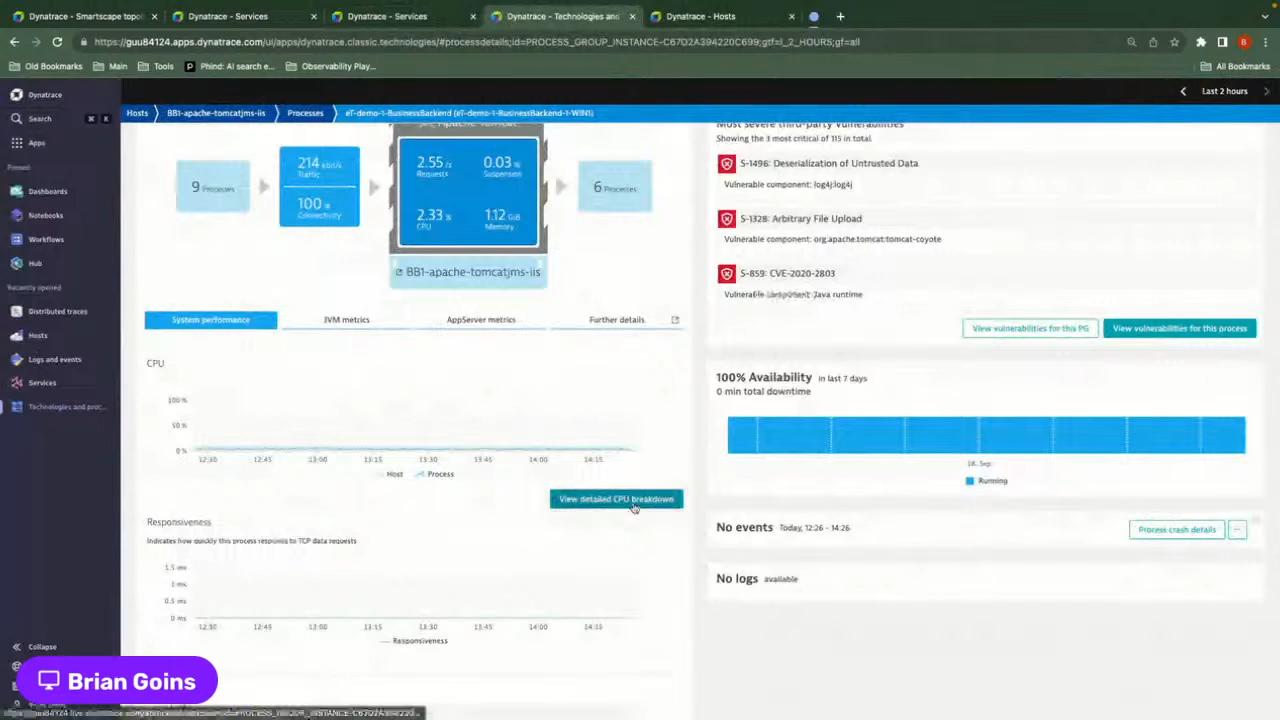 Dynatrace - Smartscape topol
Dynatrace - Services
Dynatrace - Services
Dynatrace - Technologies and
Dynatrace - Hosts
https://guu84124.apps.dynatrace.com/ui/apps/dynatrace.classic.technologies/#processdetails;id=PROCESS_GROUP_INSTANCE-C67D2A394220C699;gtf=l_2_HOURS;gf=all
Old Bookmarks
Main
Tools
Phind: AI search e...
Observability Play...
All Bookmarks
Dynatrace
Search
K
Apps
Pinned
Dashboards
Notebooks
Workflows
Hub
Recently opened
Distributed traces
Hosts
Logs and events
Services
Technologies and proc...
Collapse
Last 2 hours
Hosts
BB1-apache-tomcatjms-iis
Processes
eT-demo-1-BusinessBackend (eT-demo-1-BusinessBackend-1-WIN1)
9 Processes
214 kbit/s
Traffic
100 %
Connectivity
2.55 /s
Requests
0.03 %
Suspension
2.33 %
CPU
1.12 GiB
Memory
6 Processes
BB1-apache-tomcatjms-iis
System performance
JVM metrics
AppServer metrics
Further details
CPU
100 %
50 %
0 %
12:30 12:45 13:00 13:15 13:30 13:45 14:00 14:15
Host Process
View detailed CPU breakdown
Responsiveness
Indicates how quickly this process responds to TCP data requests
1.5 ms
1 ms
0.5 ms
0 ms
12:30 12:45 13:00 13:15 13:30 13:45 14:00 14:15
Responsiveness
Most severe third-party vulnerabilities
Showing the 3 most critical of 115 in total.
S-1496: Deserialization of Untrusted Data
Vulnerable component: log4j:log4j
S-1328: Arbitrary File Upload
Vulnerable component: org.apache.tomcat:tomcat-coyote
S-859: CVE-2020-2803
Vulnerable component: Java runtime
View vulnerabilities for this PG
View vulnerabilities for this process
100% Availability in last 7 days
0 min total downtime
18. Sep
Running
No events Today, 12:26 - 14:26
Process crash details
...
No logs available
Brian Goins